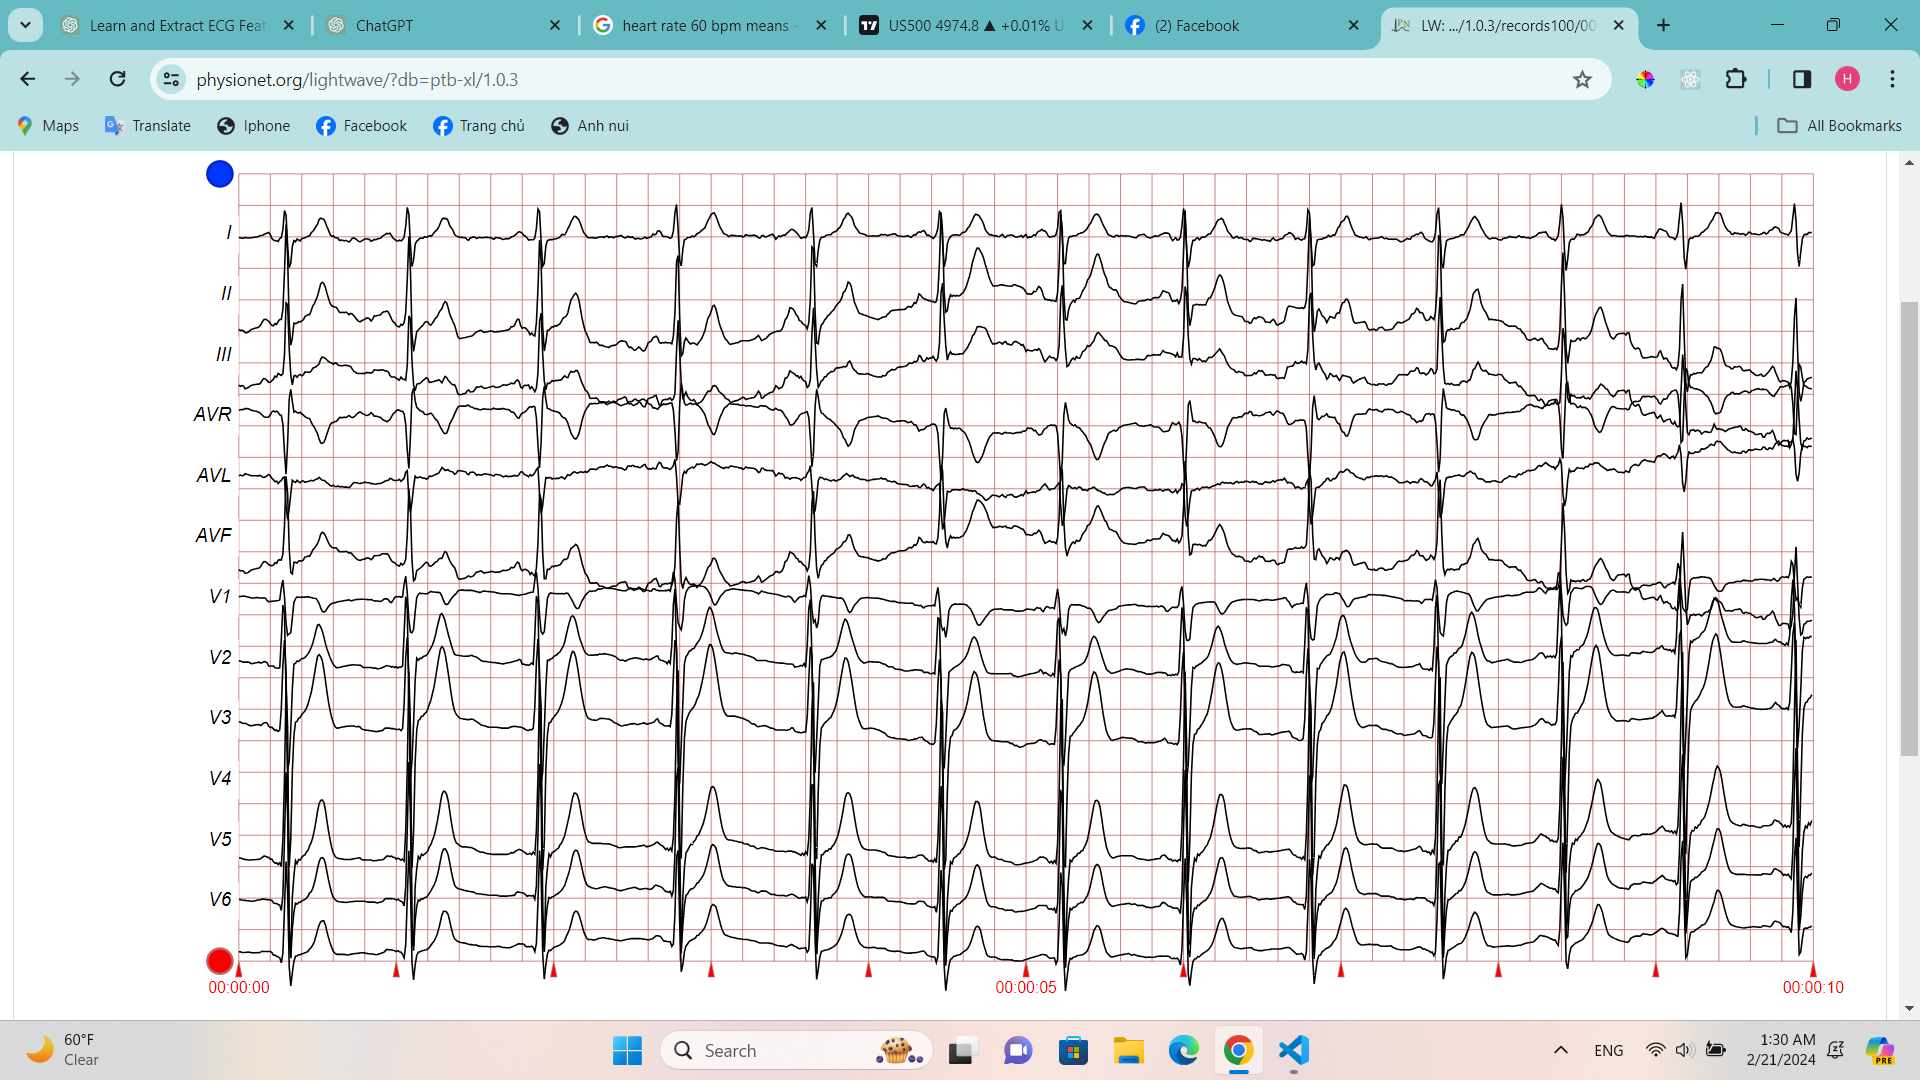 Learn and Extract ECG Feat
ChatGPT
heart rate 60 bpm means -
US500 4974.8 ▲ +0.01% U
(2) Facebook
LW: .../1.0.3/records100/00
physionet.org/lightwave/?db=ptb-xl/1.0.3
H
Maps
Translate
Iphone
Facebook
Trang chủ
Anh nui
All Bookmarks
I
II
III
AVR
AVL
AVF
V1
V2
V3
V4
V5
V6
00:00:00
00:00:05
00:00:10
60°F
Clear
Search
ENG
1:30 AM
2/21/2024
PRE